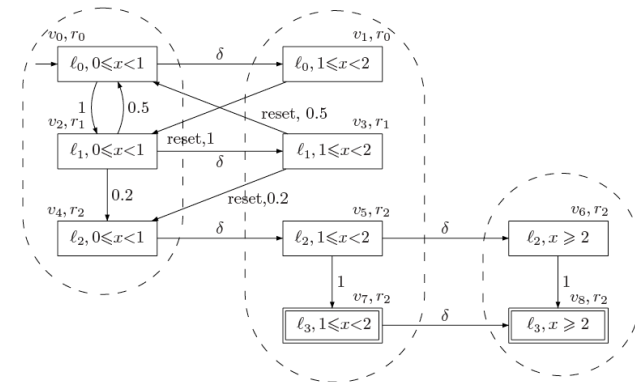 v0, r0 v1, r0
δ
ℓ0, 0⩽x<1 ℓ0, 1⩽x<2
1 0.5 reset, 0.5
v2, r1 v3, r1
reset,1
ℓ1, 0⩽x<1 ℓ1, 1⩽x<2
δ
0.2
reset,0.2
v4, r2 v5, r2 v6, r2
δ δ
ℓ2, 0⩽x<1 ℓ2, 1⩽x<2 ℓ2, x ⩾ 2
1 1
v7, r2 v8, r2
δ
ℓ3, 1⩽x<2 ℓ3, x ⩾ 2